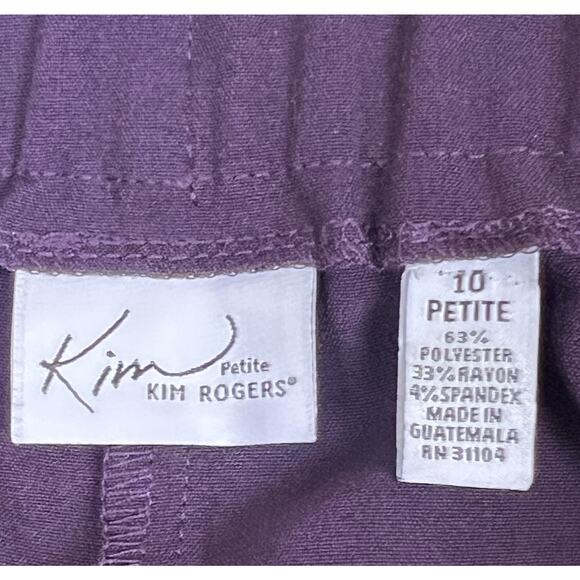 Kim Petite
KIM ROGERS®
10
PETITE
63%
POLYESTER
33% RAYON
4% SPANDEX
MADE IN
GUATEMALA
RN 31104